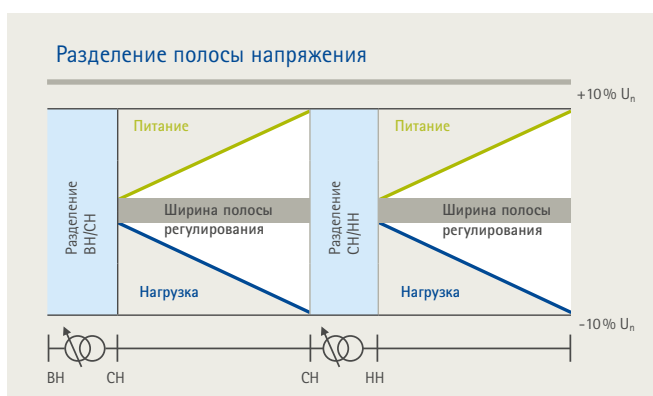 Разделение полосы напряжения
+10% Un
Питание
Питание
Разделение
ВН/СН
Ширина полосы
регулирования
Разделение
СН/НН
Ширина полосы
регулирования
Нагрузка
Нагрузка
−10% Un
ВН
СН
СН
НН